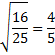 √(16/25) = 4/5